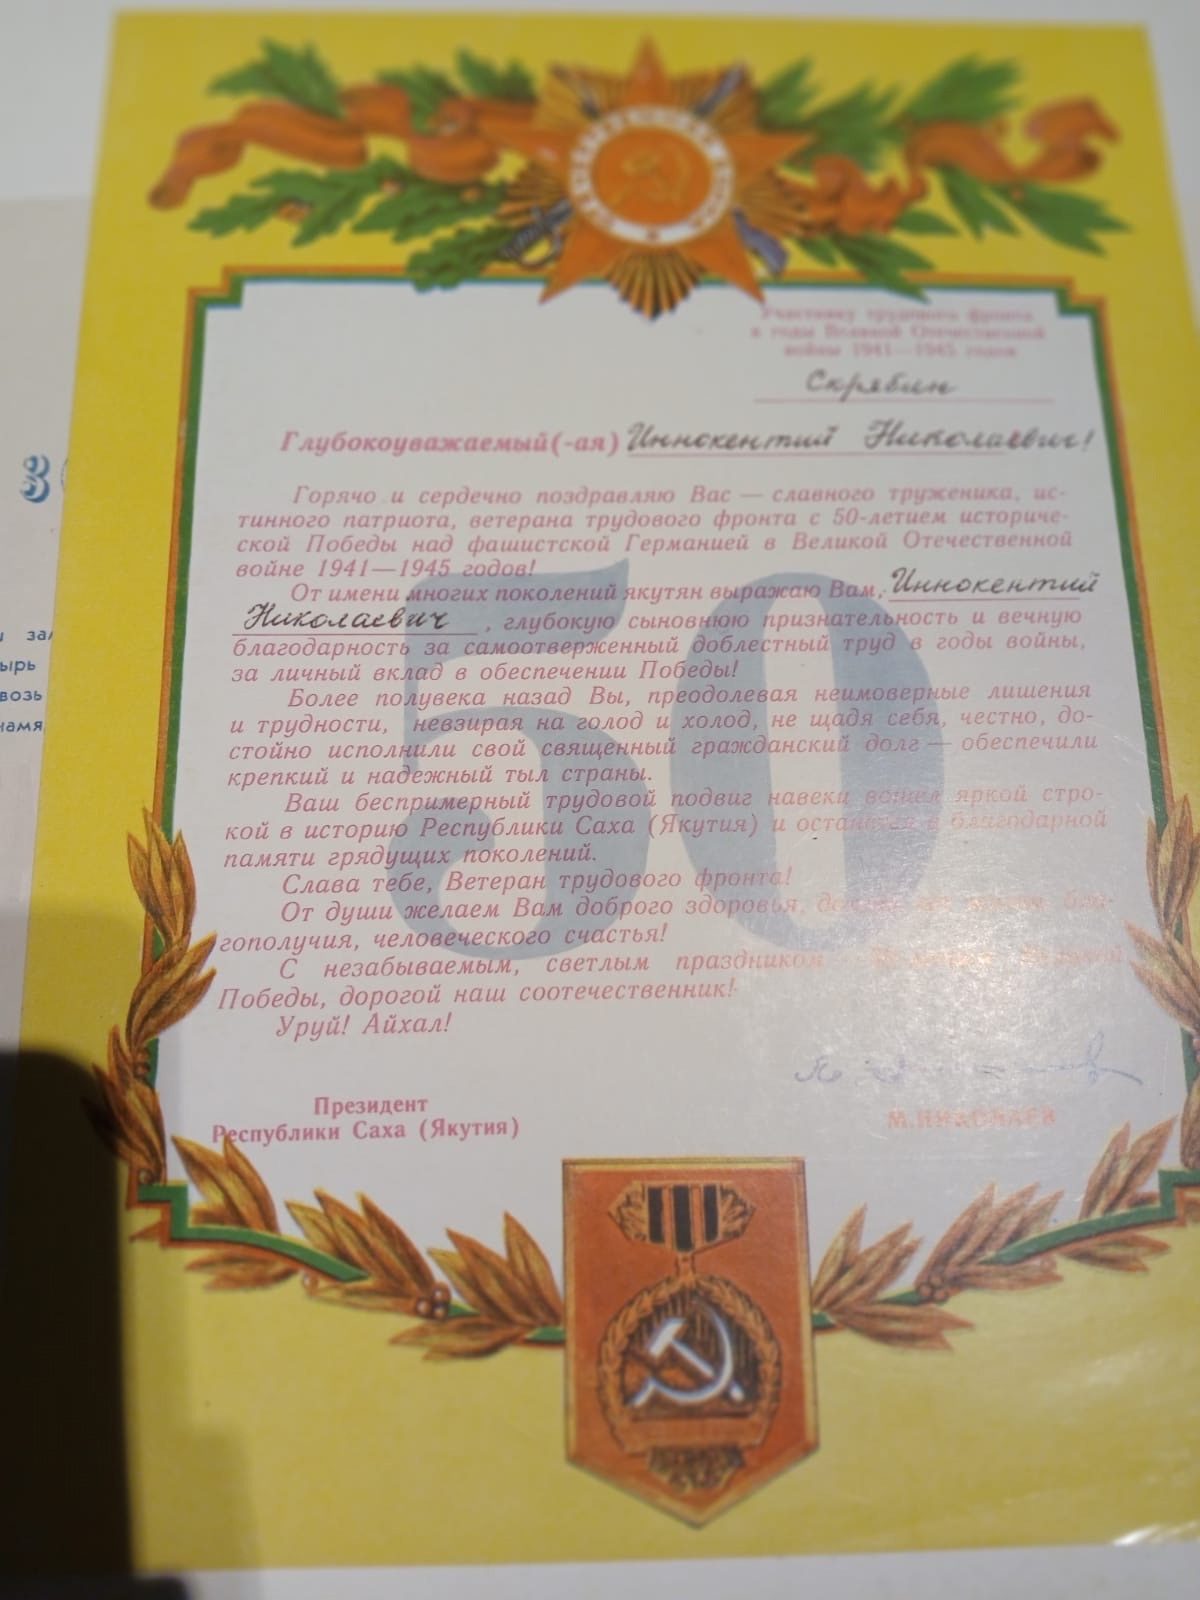 Участнику трудового фронта
в годы Великой Отечественной
войны 1941—1945 годов
Скрябин
Глубокоуважаемый(-ая) Иннокентий Николаевич!
Горячо и сердечно поздравляю Вас — славного труженика, ис-
тинного патриота, ветерана трудового фронта с 50-летием историче-
ской Победы над фашистской Германией в Великой Отечественной
войне 1941—1945 годов!
От имени многих поколений якутян выражаю Вам, Иннокентий
Николаевич, глубокую сыновнюю признательность и вечную
благодарность за самоотверженный доблестный труд в годы войны,
за личный вклад в обеспечении Победы!
Более полувека назад Вы, преодолевая неимоверные лишения
и трудности, невзирая на голод и холод, не щадя себя, честно, до-
стойно исполнили свой священный гражданский долг — обеспечили
крепкий и надежный тыл страны.
Ваш беспримерный трудовой подвиг навеки вошел яркой стро-
кой в историю Республики Саха (Якутия) и останется в благодарной
памяти грядущих поколений.
Слава тебе, Ветеран трудового фронта!
От души желаем Вам доброго здоровья, бла-
гополучия, человеческого счастья!
С незабываемым, светлым праздником
Победы, дорогой наш соотечественник!
Уруй! Айхал!
Президент
Республики Саха (Якутия)
М. НИКОЛАЕВ
50